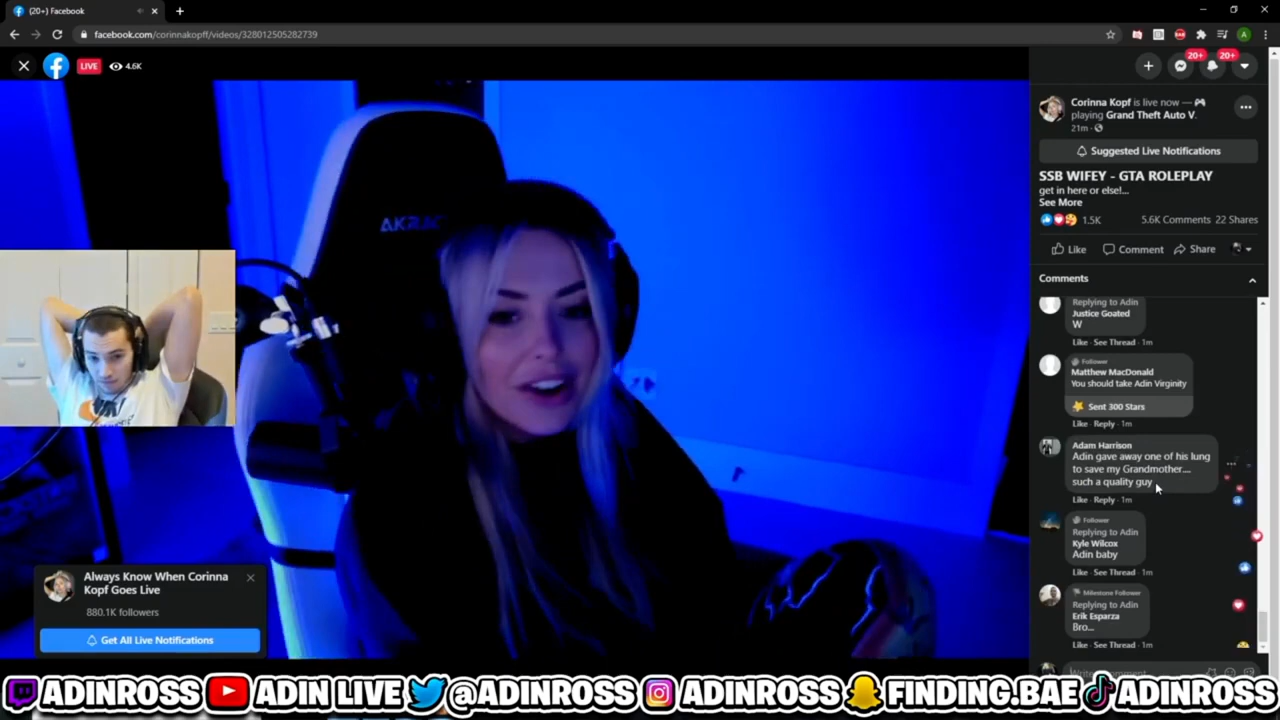 (20+) Facebook
facebook.com/corinnakopff/videos/328012505282739
LIVE 4.6K
20+ 20+
Corinna Kopf is live now —
playing Grand Theft Auto V.
21m
Suggested Live Notifications
SSB WIFEY - GTA ROLEPLAY
get in here or else!...
See More
1.5K 5.6K Comments 22 Shares
Like Comment Share
Comments
Replying to Adin
Justice Goated
W
Like · See Thread · 1m
Follower
Matthew MacDonald
You should take Adin Virginity
Sent 300 Stars
Like · Reply · 1m
Adam Harrison
Adin gave away one of his lung
to save my Grandmother....
such a quality guy
Like · Reply · 1m
Follower
Replying to Adin
Kyle Wilcox
Adin baby
Like · See Thread · 1m
Milestone Follower
Replying to Adin
Erik Esparza
Bro...
Like · See Thread · 1m
Always Know When Corinna
Kopf Goes Live
880.1K followers
Get All Live Notifications
ADINROSS ADIN LIVE @ADINROSS ADINROSS FINDING.BAE ADINROSS